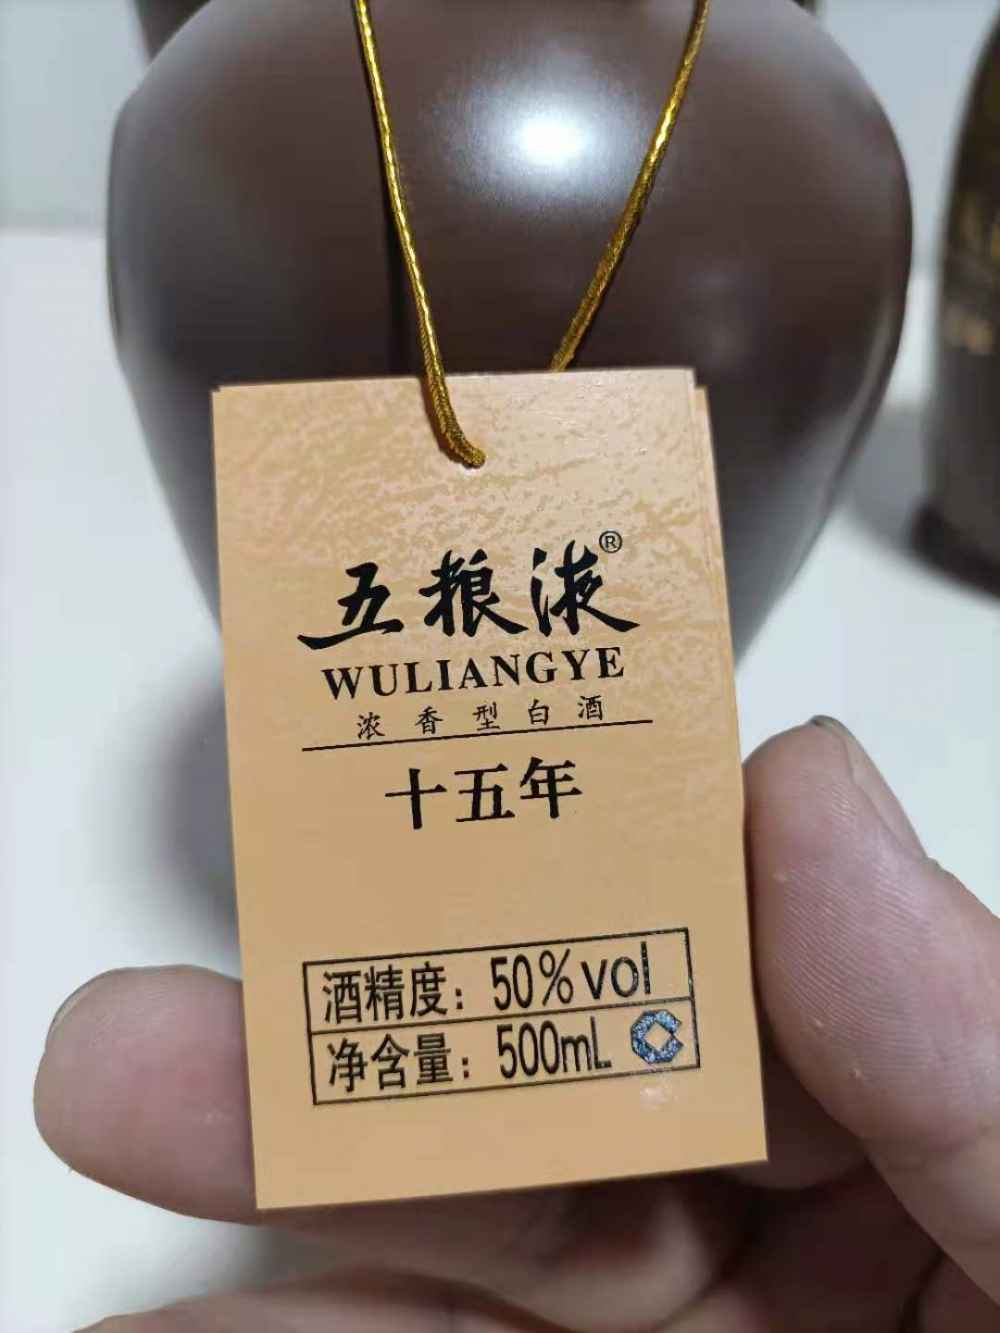 五粮液®
WULIANGYE
浓香型白酒
十五年
酒精度：50%vol
净含量：500mL